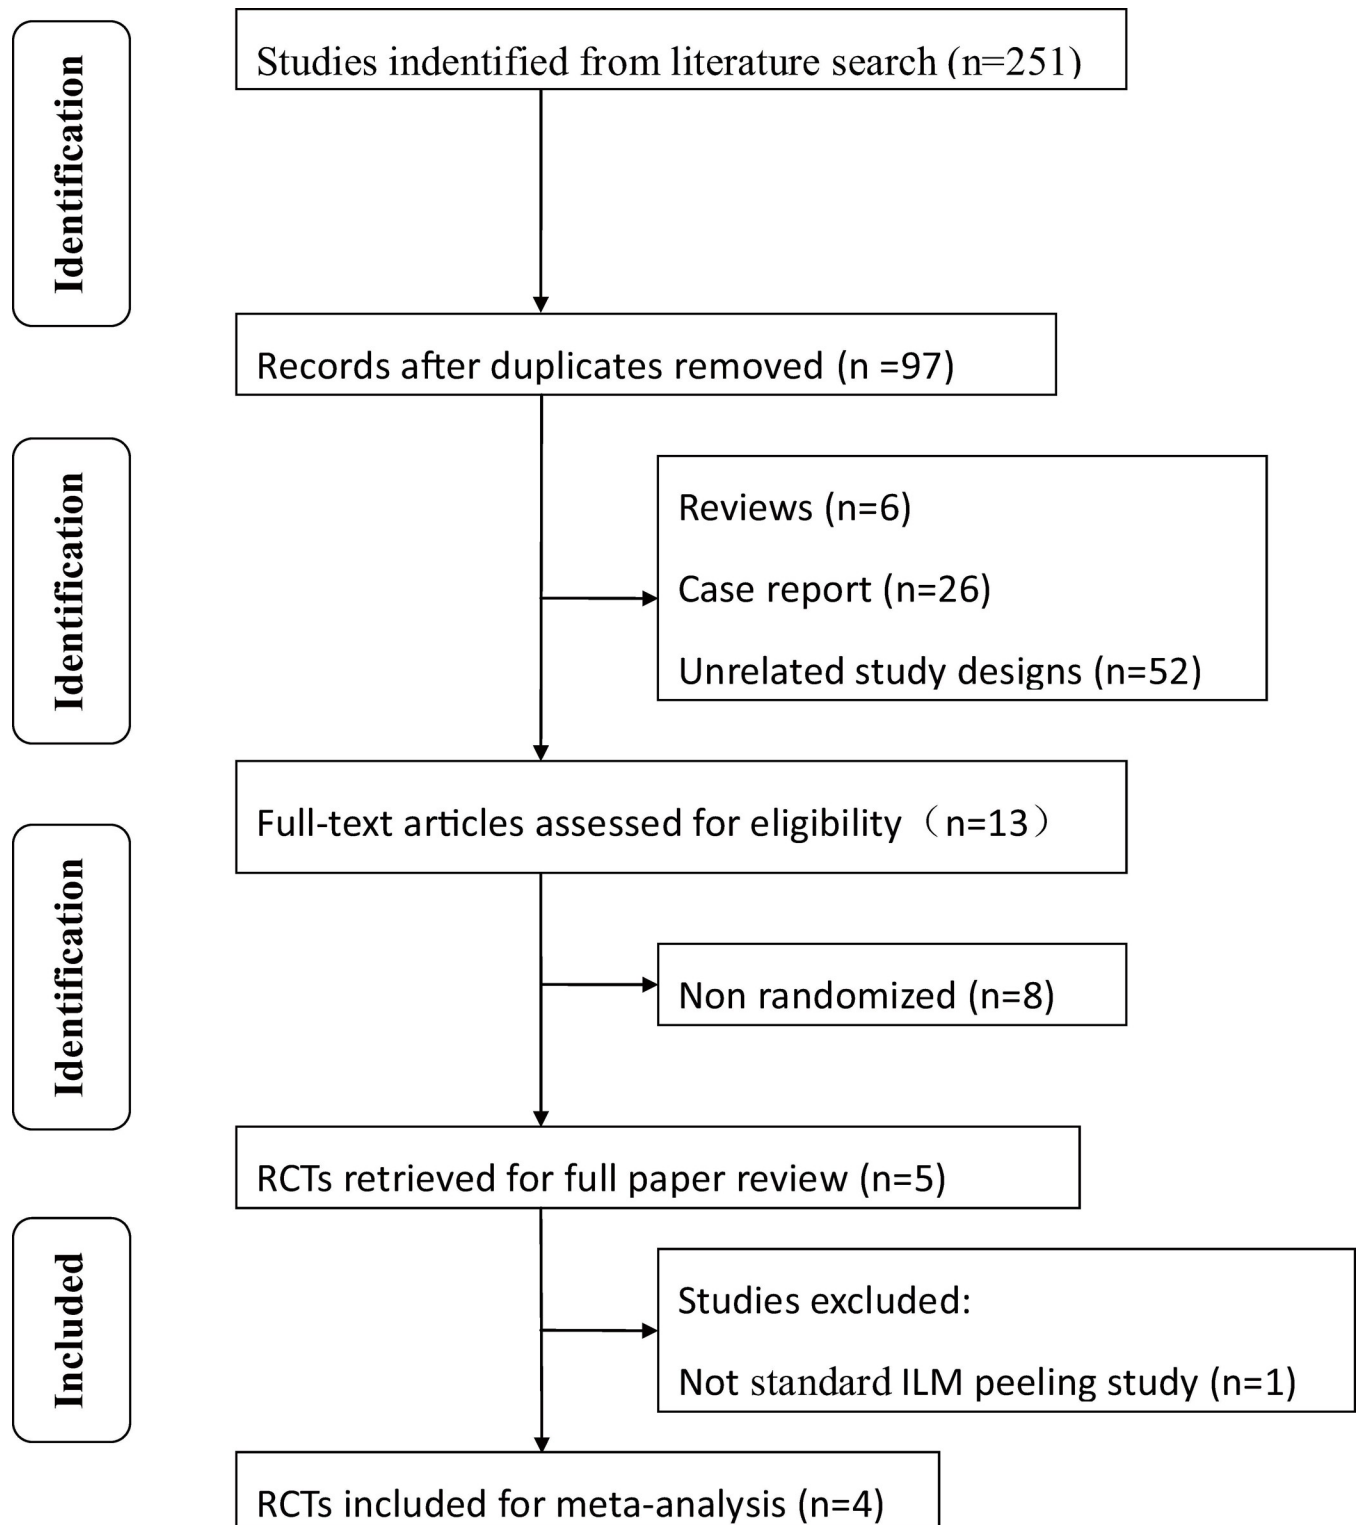 Identification
Studies indentified from literature search (n=251)
Records after duplicates removed (n =97)
Identification
Reviews (n=6)
Case report (n=26)
Unrelated study designs (n=52)
Full-text articles assessed for eligibility（n=13）
Identification
Non randomized (n=8)
RCTs retrieved for full paper review (n=5)
Included
Studies excluded:
Not standard ILM peeling study (n=1)
RCTs included for meta-analysis (n=4)